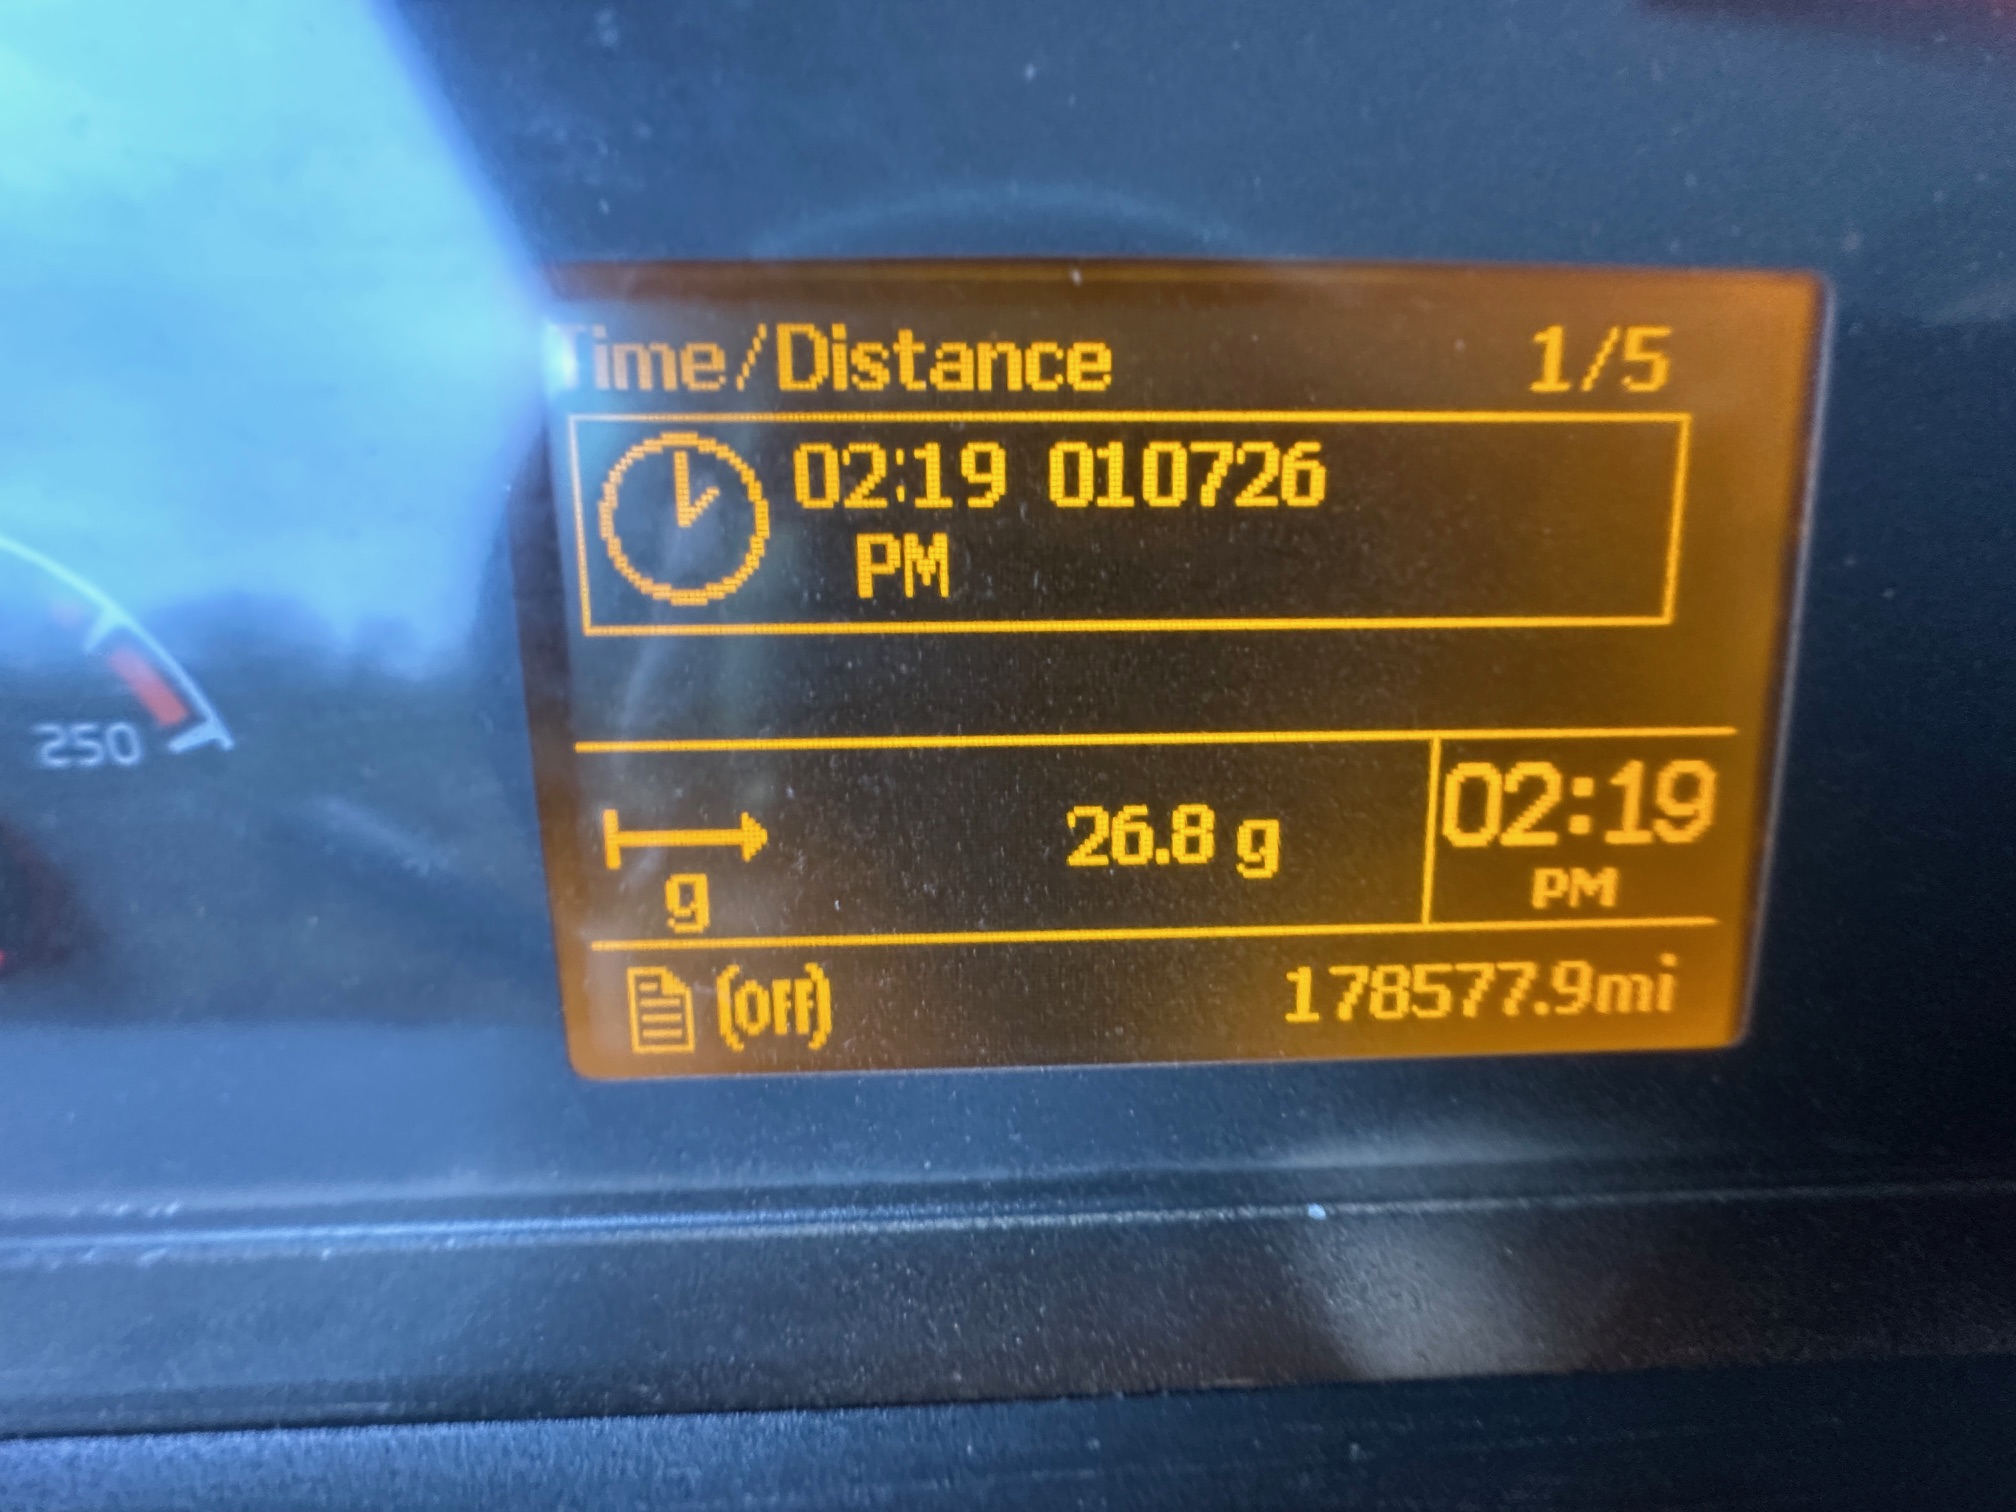 Time/Distance 1/5
02:19 010726
PM
26.8 g
g
02:19
PM
(OFF) 178577.9mi
250